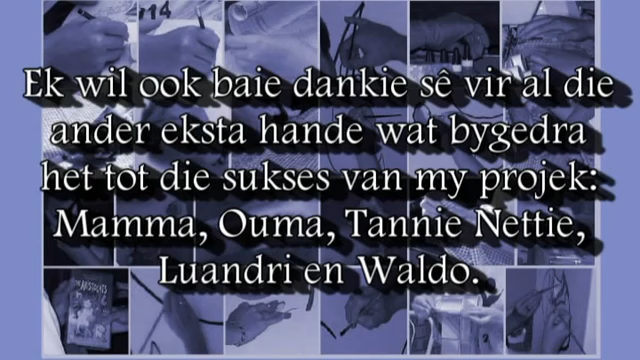 Ek wil ook baie dankie sê vir al die
ander eksta hande wat bygedra
het tot die sukses van my projek:
Mamma, Ouma, Tannie Nettie,
Luandri en Waldo.